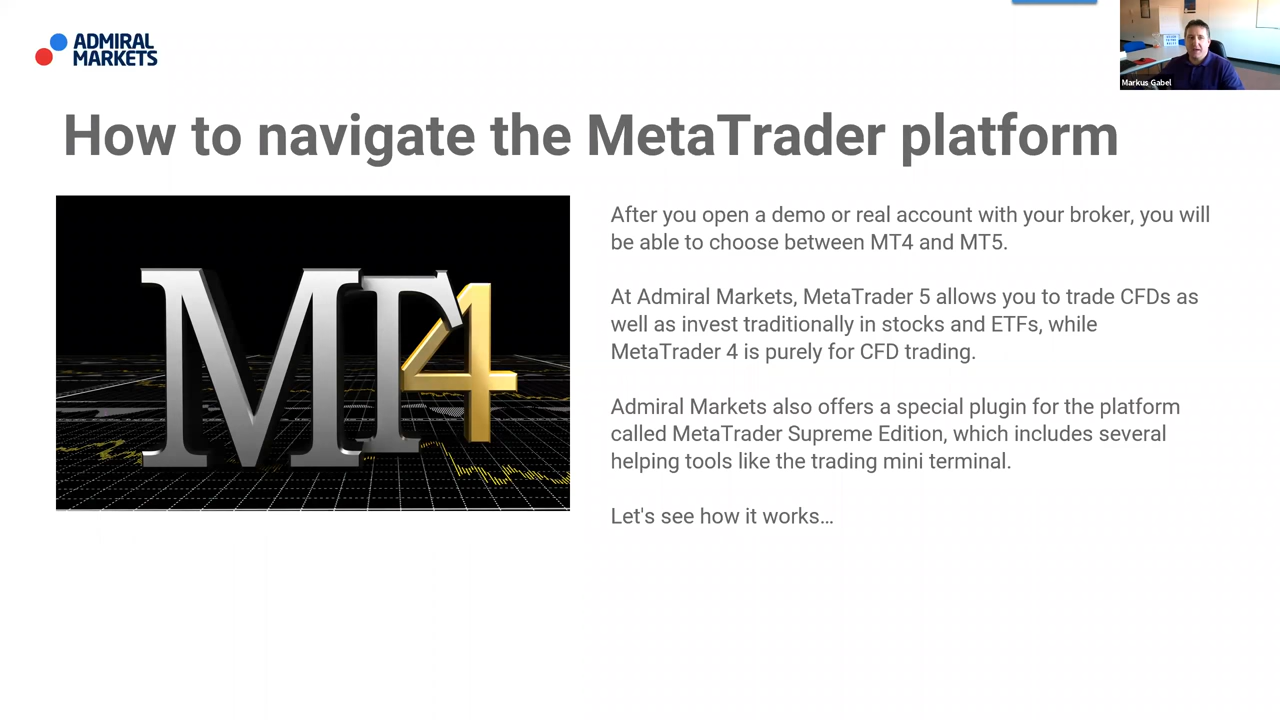 ADMIRAL
MARKETS
Markus Gabel
How to navigate the MetaTrader platform
MT4
After you open a demo or real account with your broker, you will
be able to choose between MT4 and MT5.
At Admiral Markets, MetaTrader 5 allows you to trade CFDs as
well as invest traditionally in stocks and ETFs, while
MetaTrader 4 is purely for CFD trading.
Admiral Markets also offers a special plugin for the platform
called MetaTrader Supreme Edition, which includes several
helping tools like the trading mini terminal.
Let's see how it works…